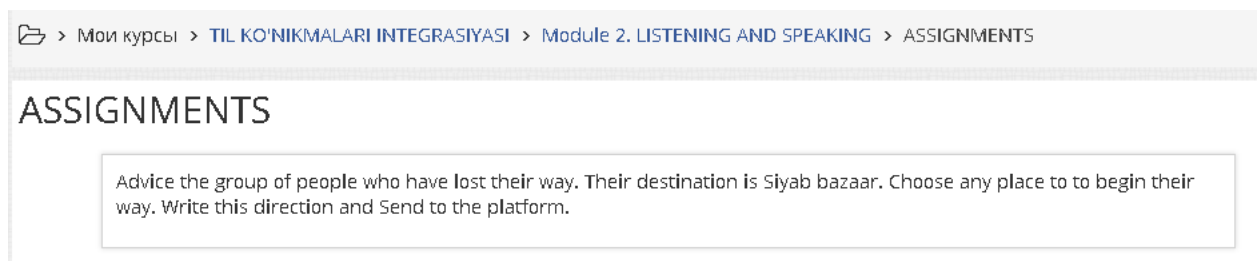 > Мои курсы > TIL KO'NIKMALARI INTEGRASIYASI > Module 2. LISTENING AND SPEAKING > ASSIGNMENTS
ASSIGNMENTS
Advice the group of people who have lost their way. Their destination is Siyab bazaar. Choose any place to to begin their
way. Write this direction and Send to the platform.